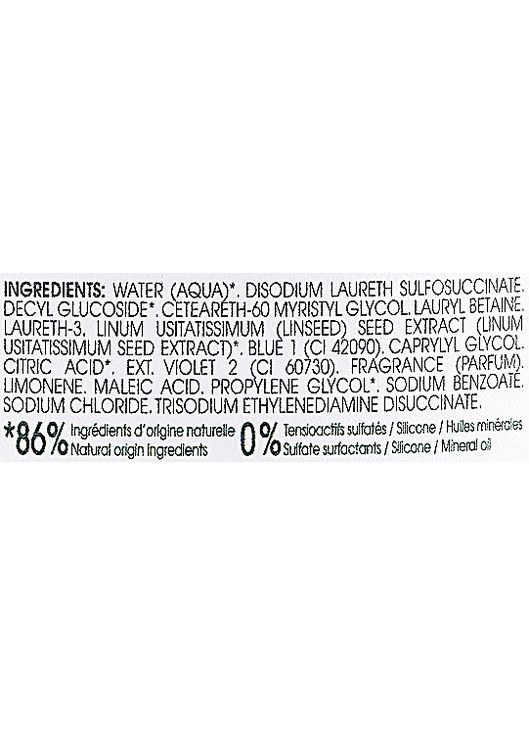 INGREDIENTS: WATER (AQUA)*. DISODIUM LAURETH SULFOSUCCINATE.
DECYL GLUCOSIDE*. CETEARETH-60 MYRISTYL GLYCOL. LAURYL BETAINE.
LAURETH-3. LINUM USITATISSIMUM (LINSEED) SEED EXTRACT (LINUM
USITATISSIMUM SEED EXTRACT)*. BLUE 1 (CI 42090). CAPRYLYL GLYCOL.
CITRIC ACID*. EXT. VIOLET 2 (CI 60730). FRAGRANCE (PARFUM).
LIMONENE. MALEIC ACID. PROPYLENE GLYCOL*. SODIUM BENZOATE.
SODIUM CHLORIDE. TRISODIUM ETHYLENEDIAMINE DISUCCINATE.
*86% Ingrédients d'origine naturelle
Natural origin ingredients
0% Tensioactifs sulfatés / Silicone / Huiles minérales
Sulfate surfactants / Silicone / Mineral oil